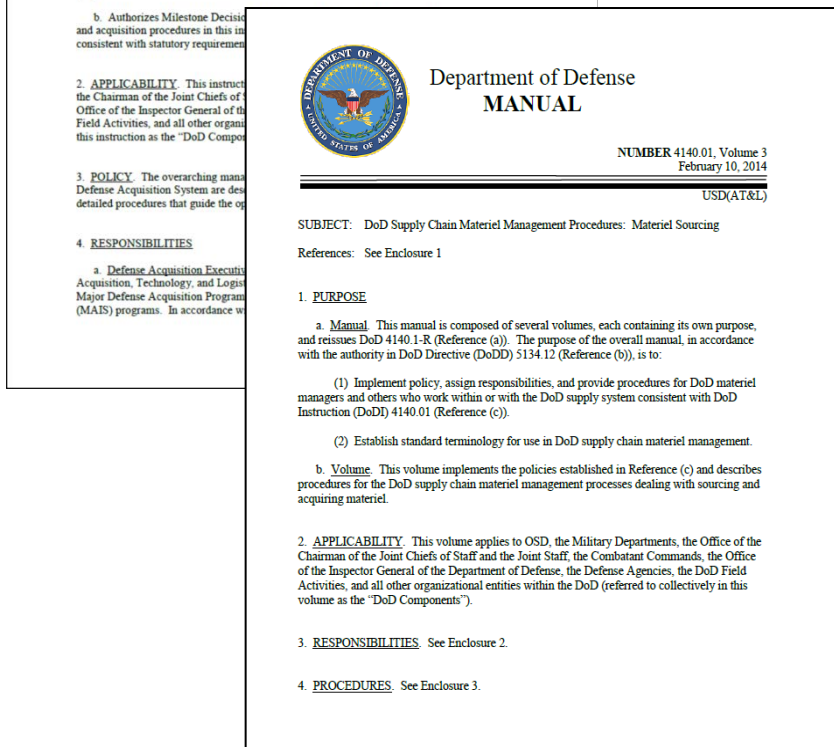 b. Authorizes Milestone Decisio
and acquisition procedures in this in
consistent with statutory requiremen
2. APPLICABILITY. This instruct
the Chairman of the Joint Chiefs of
Office of the Inspector General of th
Field Activities, and all other organi
this instruction as the “DoD Compon
3. POLICY. The overarching mana
Defense Acquisition System are des
detailed procedures that guide the op
4. RESPONSIBILITIES
a. Defense Acquisition Executiv
Acquisition, Technology, and Logist
Major Defense Acquisition Program
(MAIS) programs. In accordance w
DEPARTMENT OF DEFENSE
UNITED STATES OF AMERICA
Department of Defense
MANUAL
NUMBER 4140.01, Volume 3
February 10, 2014
USD(AT&L)
SUBJECT: DoD Supply Chain Materiel Management Procedures: Materiel Sourcing
References: See Enclosure 1
1. PURPOSE
a. Manual. This manual is composed of several volumes, each containing its own purpose,
and reissues DoD 4140.1-R (Reference (a)). The purpose of the overall manual, in accordance
with the authority in DoD Directive (DoDD) 5134.12 (Reference (b)), is to:
(1) Implement policy, assign responsibilities, and provide procedures for DoD materiel
managers and others who work within or with the DoD supply system consistent with DoD
Instruction (DoDI) 4140.01 (Reference (c)).
(2) Establish standard terminology for use in DoD supply chain materiel management.
b. Volume. This volume implements the policies established in Reference (c) and describes
procedures for the DoD supply chain materiel management processes dealing with sourcing and
acquiring materiel.
2. APPLICABILITY. This volume applies to OSD, the Military Departments, the Office of the
Chairman of the Joint Chiefs of Staff and the Joint Staff, the Combatant Commands, the Office
of the Inspector General of the Department of Defense, the Defense Agencies, the DoD Field
Activities, and all other organizational entities within the DoD (referred to collectively in this
volume as the “DoD Components”).
3. RESPONSIBILITIES. See Enclosure 2.
4. PROCEDURES. See Enclosure 3.